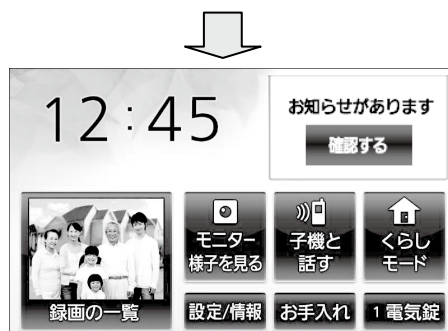 12:45
お知らせがあります
確認する
モニター
様子を見る
子機と
話す
くらし
モード
録画の一覧
設定/情報
お手入れ
1 電気錠